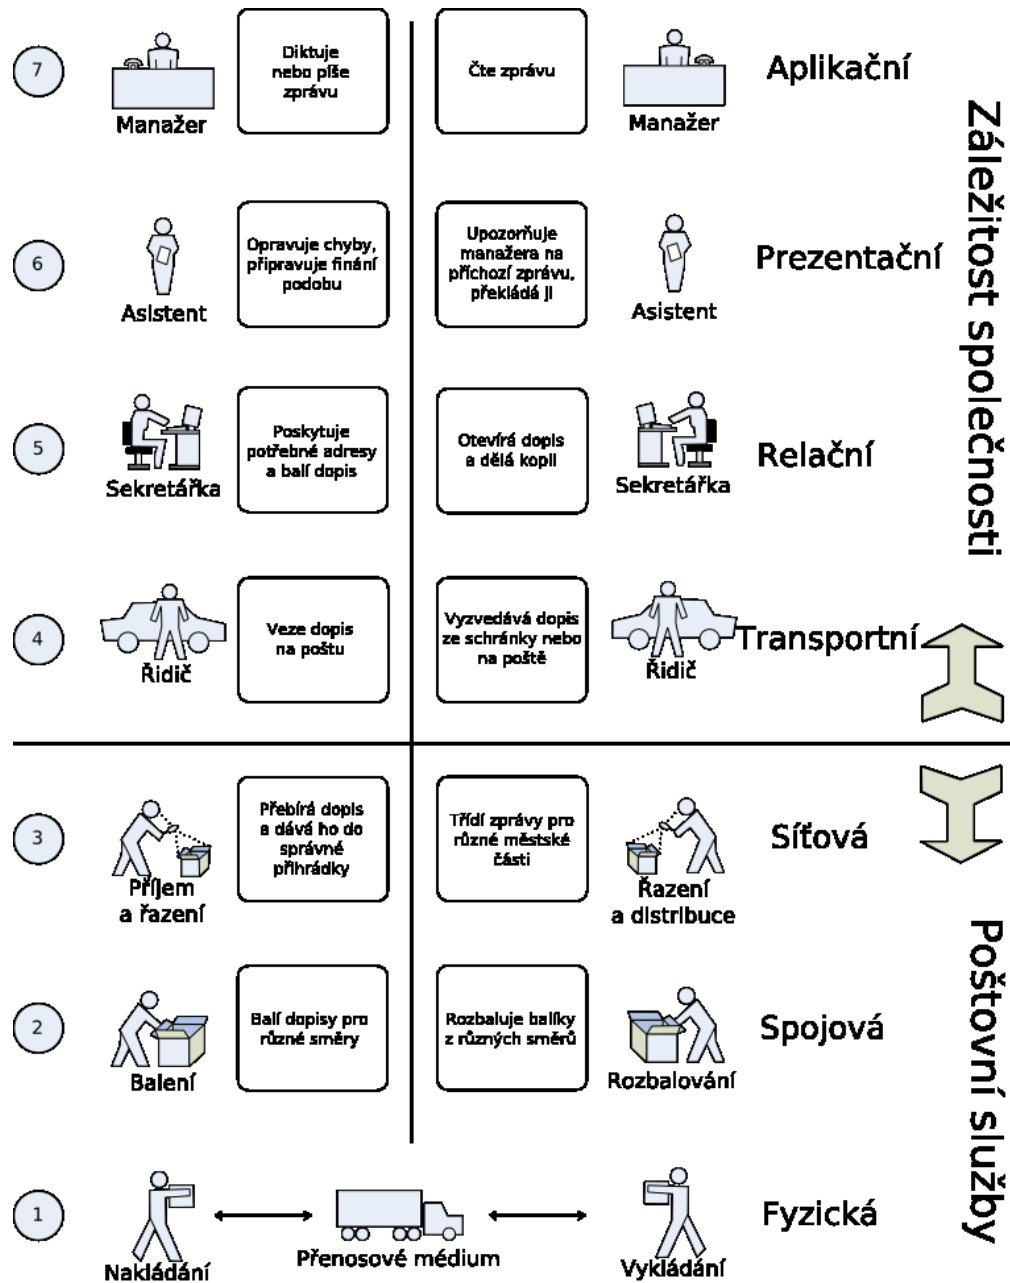 7
Manažer
Diktuje
nebo píše
zprávu
Čte zprávu
Manažer
Aplikační
6
Asistent
Opravuje chyby,
připravuje finání
podobu
Upozorňuje
manažera na
příchozí zprávu,
překládá ji
Asistent
Prezentační
5
Sekretářka
Poskytuje
potřebné adresy
a balí dopis
Otevírá dopis
a dělá kopii
Sekretářka
Relační
4
Řidič
Veze dopis
na poštu
Vyzvedává dopis
ze schránky nebo
na poště
Řidič
Transportní
Záležitost společnosti
3
Příjem
a řazení
Přebírá dopis
a dává ho do
správné
přihrádky
Třídí zprávy pro
různé městské
části
Řazení
a distribuce
Síťová
2
Balení
Balí dopisy pro
různé směry
Rozbaluje balíky
z různých směrů
Rozbalování
Spojová
1
Nakládání
Přenosové médium
Vykládání
Fyzická
Poštovní služby